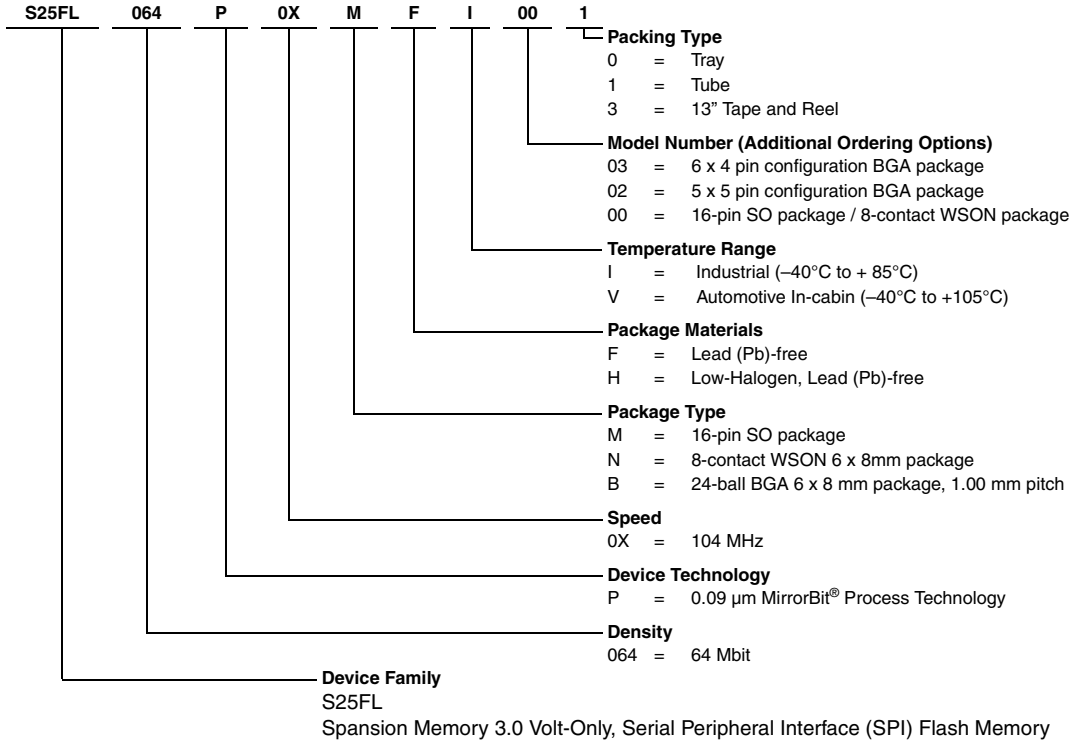 S25FL 064 P 0X M F I 00 1
Packing Type
0 = Tray
1 = Tube
3 = 13” Tape and Reel
Model Number (Additional Ordering Options)
03 = 6 x 4 pin configuration BGA package
02 = 5 x 5 pin configuration BGA package
00 = 16-pin SO package / 8-contact WSON package
Temperature Range
I = Industrial (–40°C to + 85°C)
V = Automotive In-cabin (–40°C to +105°C)
Package Materials
F = Lead (Pb)-free
H = Low-Halogen, Lead (Pb)-free
Package Type
M = 16-pin SO package
N = 8-contact WSON 6 x 8mm package
B = 24-ball BGA 6 x 8 mm package, 1.00 mm pitch
Speed
0X = 104 MHz
Device Technology
P = 0.09 µm MirrorBit® Process Technology
Density
064 = 64 Mbit
Device Family
S25FL
Spansion Memory 3.0 Volt-Only, Serial Peripheral Interface (SPI) Flash Memory